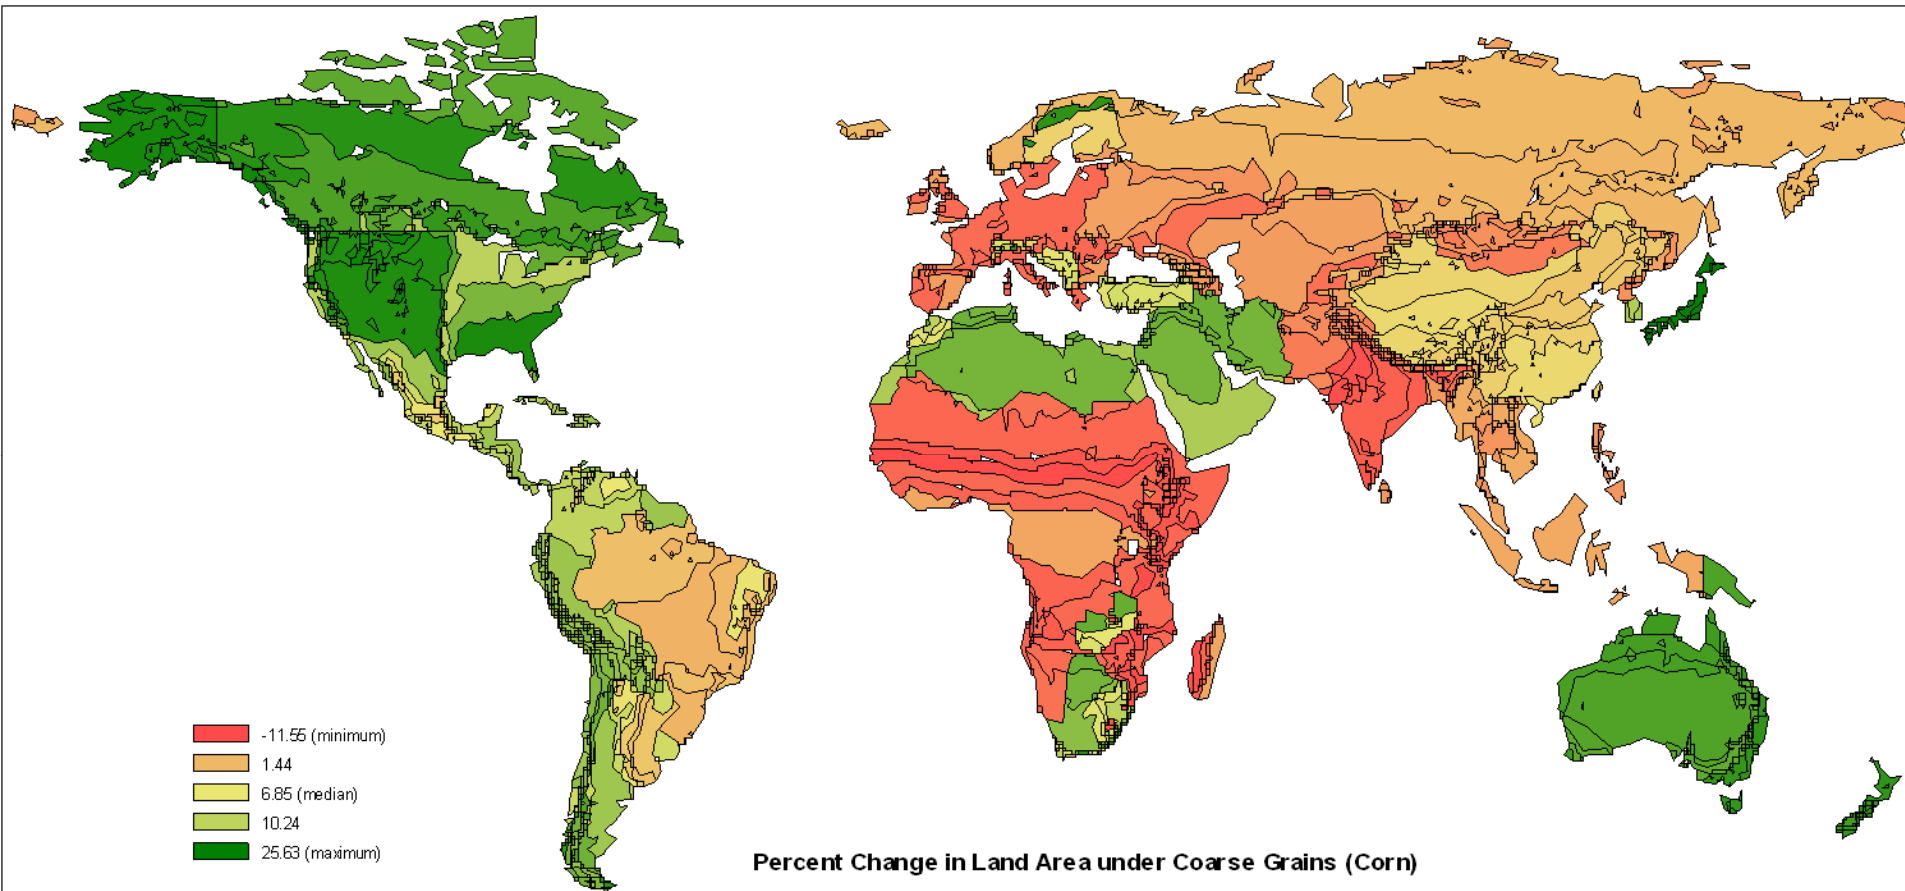 -11.55 (minimum)
1.44
6.85 (median)
10.24
25.63 (maximum)
Percent Change in Land Area under Coarse Grains (Corn)